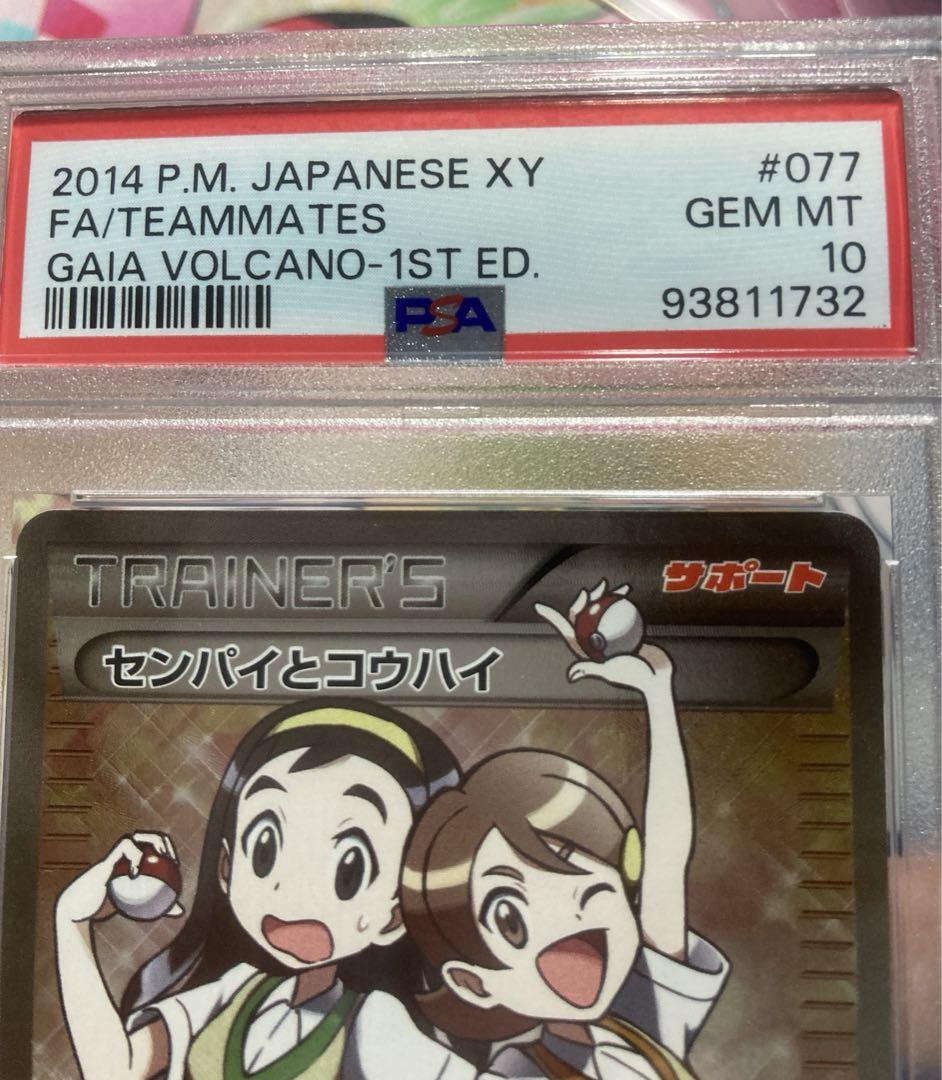 2014 P.M. JAPANESE XY #077
FA/TEAMMATES GEM MT
GAIA VOLCANO-1ST ED. 10
PSA 93811732
TRAINER'S サポート
センパイとコウハイ